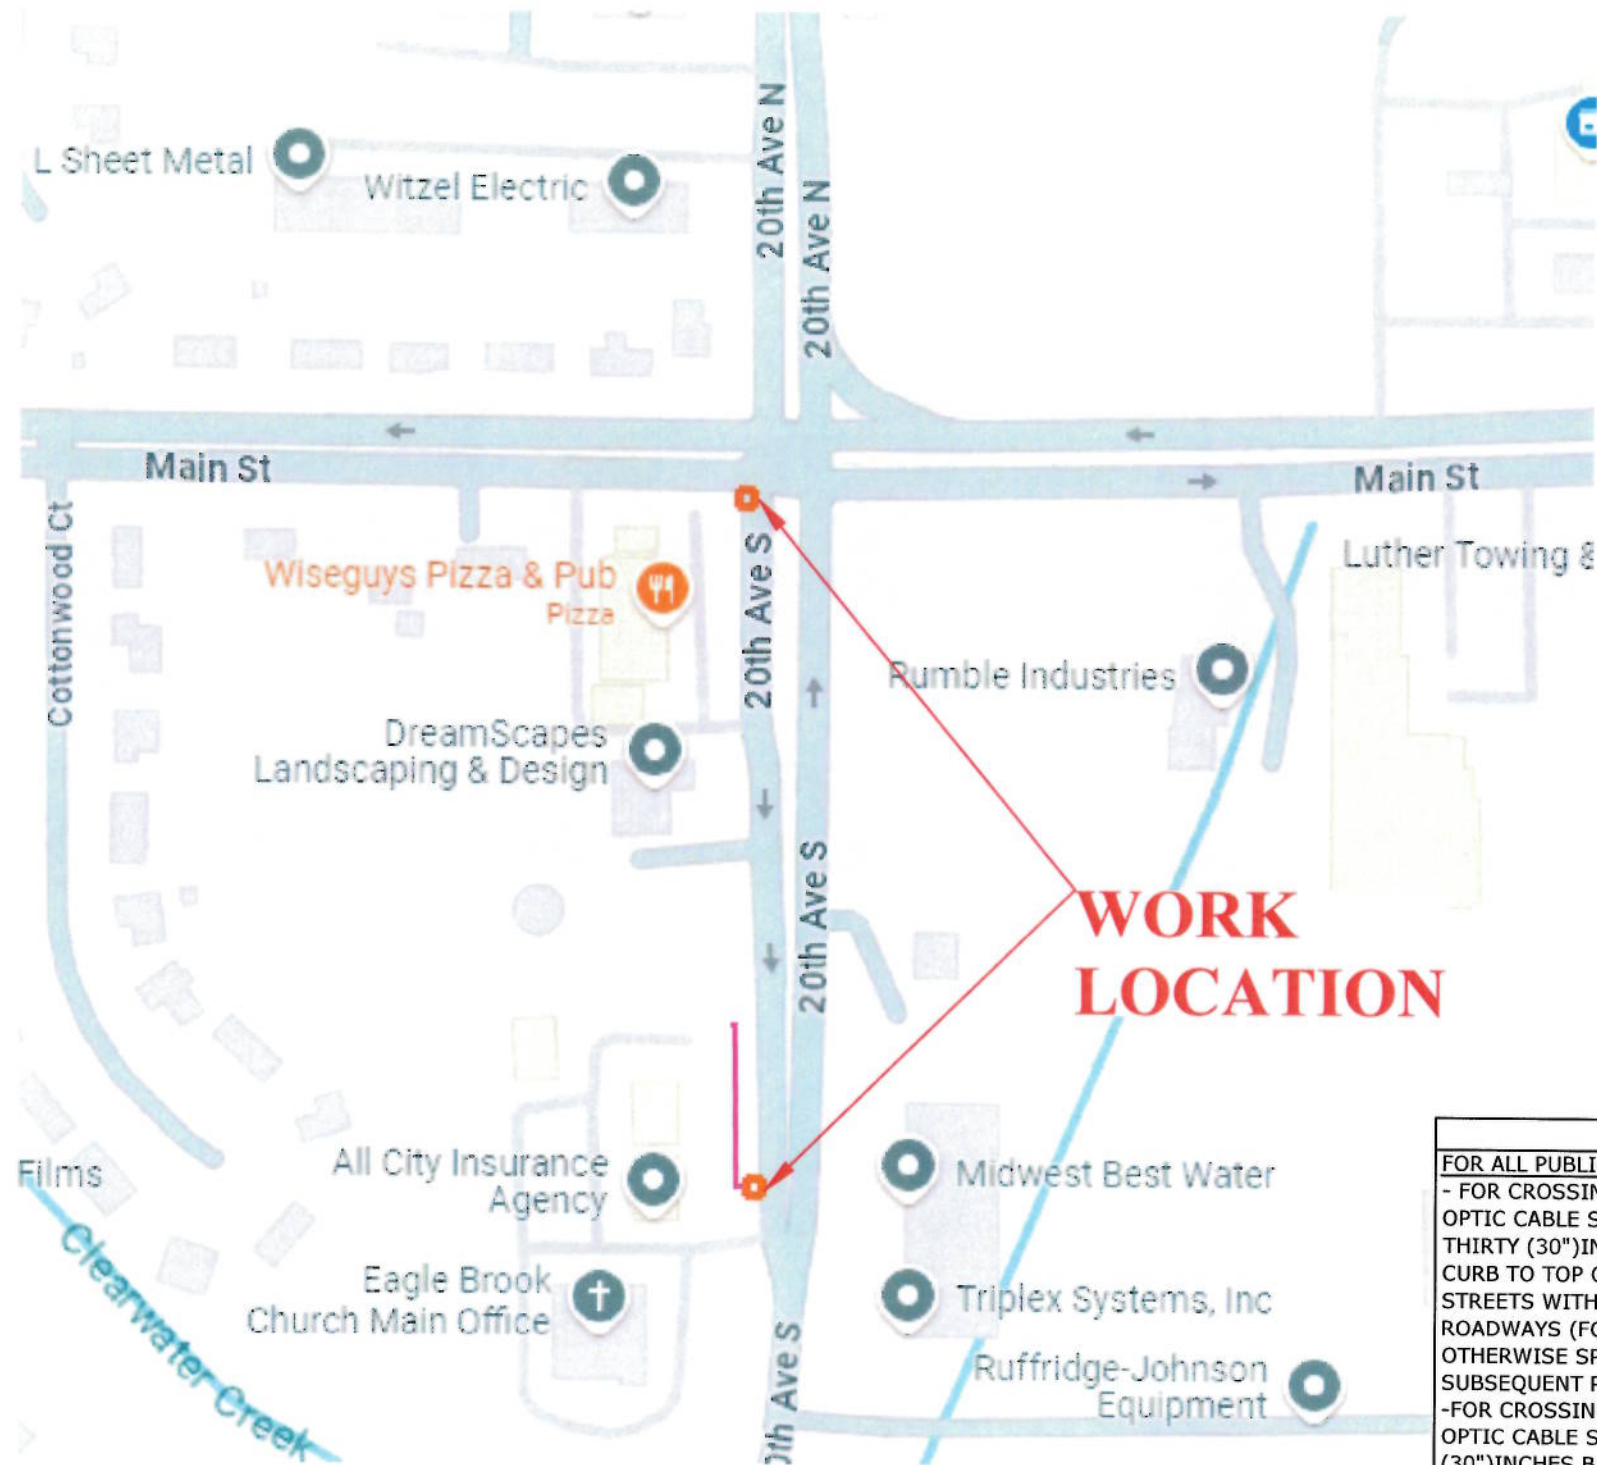 20th Ave N
20th Ave N
L Sheet Metal
Witzel Electric
Main St
Main St
Cottonwood Ct
20th Ave S
Luther Towing &
Wiseguys Pizza & Pub
Pizza
Rumble Industries
DreamScapes
Landscaping & Design
20th Ave S
WORK
LOCATION
All City Insurance
Agency
Midwest Best Water
Films
Clearwater Creek
Eagle Brook
Church Main Office
Triplex Systems, Inc
0th Ave S
Ruffridge-Johnson
Equipment
FOR ALL PUBLI
- FOR CROSSIN
OPTIC CABLE S
THIRTY (30")IN
CURB TO TOP
STREETS WITH
ROADWAYS (FO
OTHERWISE SP
SUBSEQUENT
-FOR CROSSIN
OPTIC CABLE S
(30")INCHES B